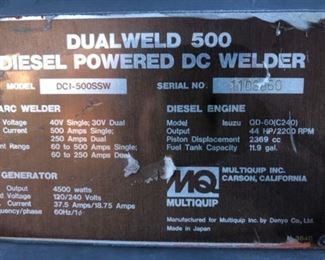 DUALWELD 500
DIESEL POWERED DC WELDER
MODEL DCI-500SSW SERIAL NO.
ARC WELDER
Voltage 40V Single; 30V Dual
Current 500 Amps Single;
250 Amps Dual
nt Range 60 to 500 Amps Single;
60 to 250 Amps Dual
DIESEL ENGINE
Model Isuzu QD-60(C240)
Output 44 HP/2200 RPM
Piston Displacement 2369 cc
Fuel Tank Capacity 11.9 gal.
GENERATOR
4500 watts
Voltage 120/240 Volts
Current 37.5 Amps/18.75 Amps
quency/phase 60Hz/1ϕ
MQ
MULTIQUIP
MULTIQUIP INC.
CARSON, CALIFORNIA
Manufactured for Multiquip Inc. by Denyo Co., Ltd.
Made in Japan